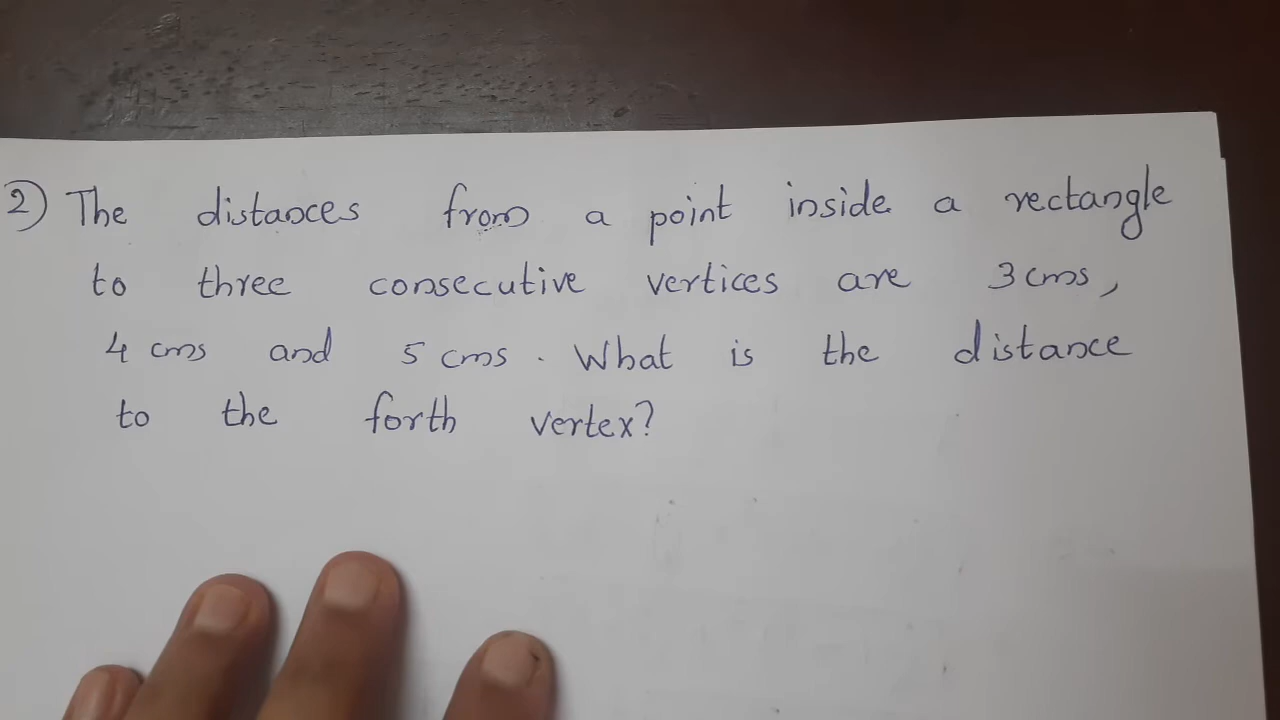 2) The distances from a point inside a rectangle
to three consecutive vertices are 3 cms,
4 cms and 5 cms. What is the distance
to the forth vertex?